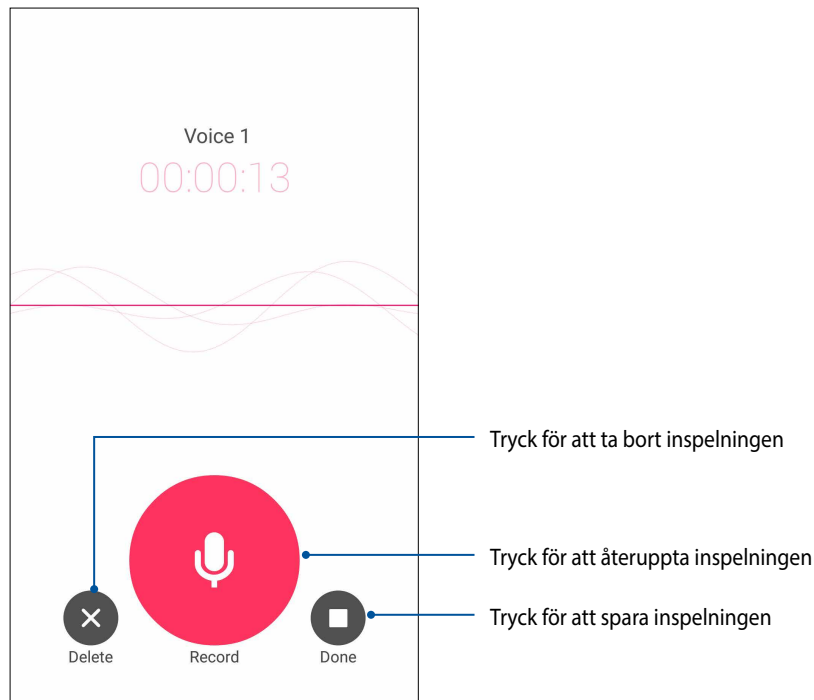 Voice 1
00:00:13
Tryck för att ta bort inspelningen
Tryck för att återuppta inspelningen
Tryck för att spara inspelningen
Delete Record Done